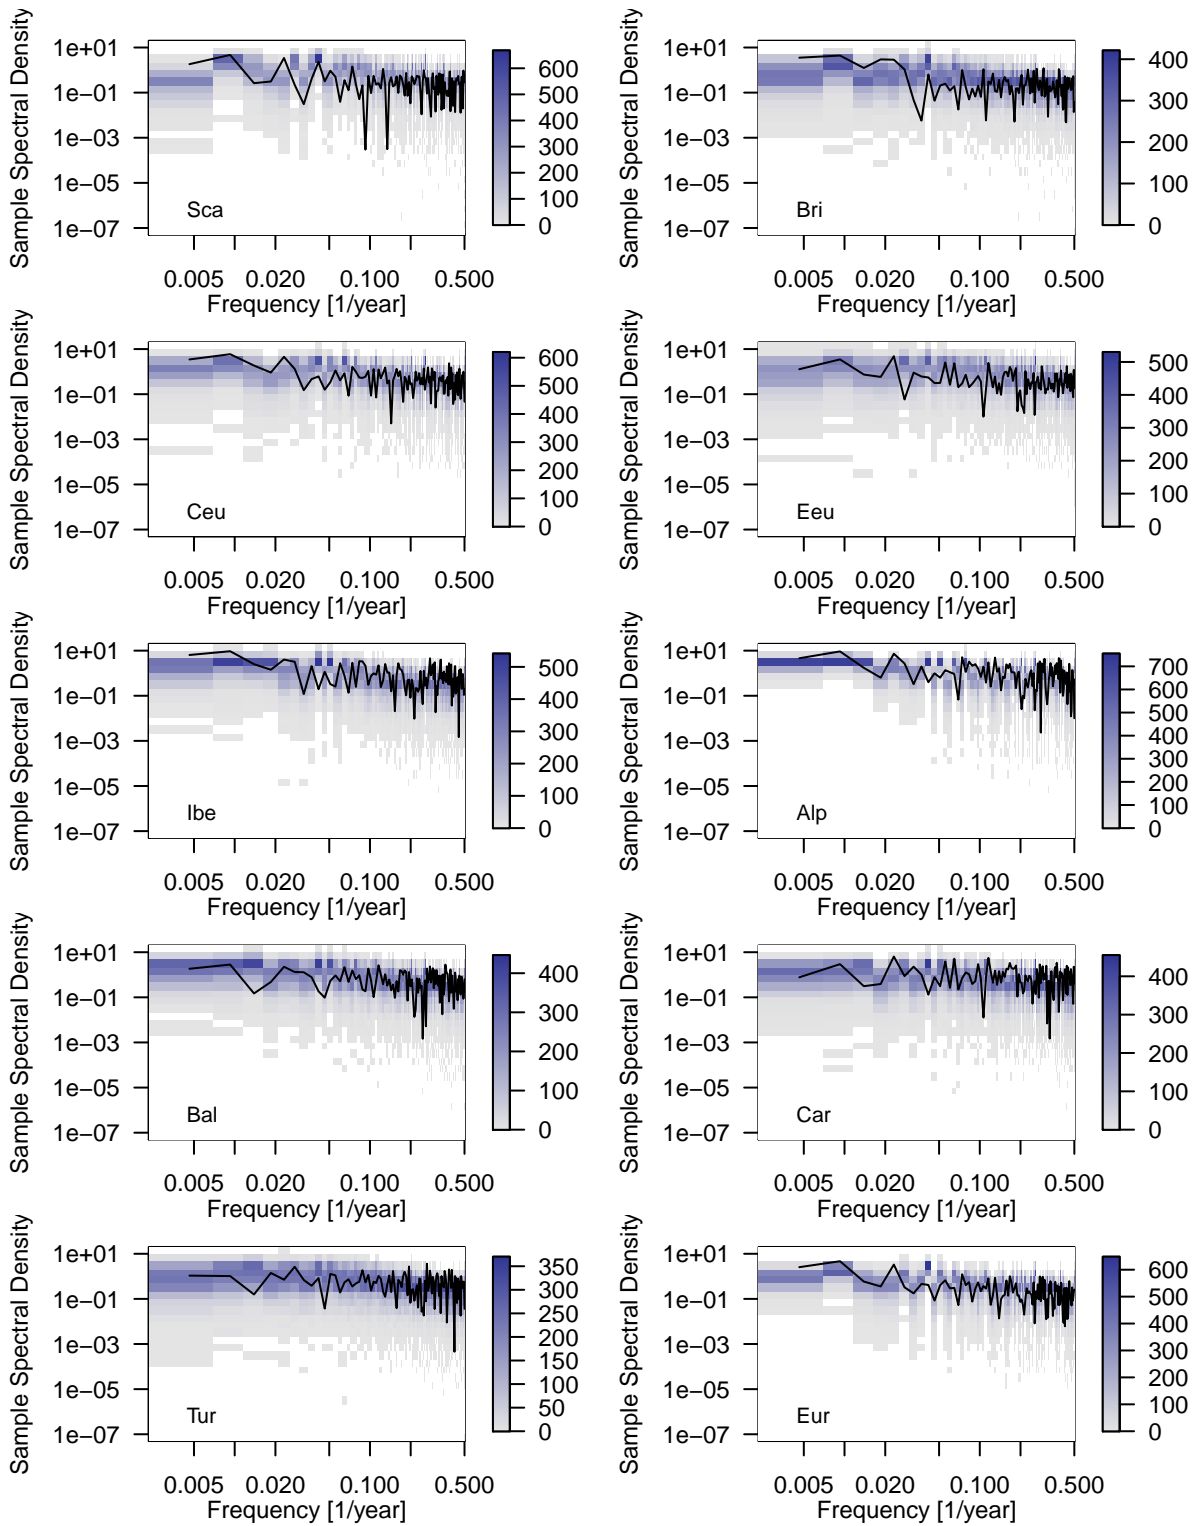 Sample Spectral Density
1e+01
1e−01
1e−03
1e−05
1e−07
Sca
0.005 0.020 0.100 0.500
Frequency [1/year]
600
500
400
300
200
100
0
Sample Spectral Density
1e+01
1e−01
1e−03
1e−05
1e−07
Bri
0.005 0.020 0.100 0.500
Frequency [1/year]
400
300
200
100
0
Sample Spectral Density
1e+01
1e−01
1e−03
1e−05
1e−07
Ceu
0.005 0.020 0.100 0.500
Frequency [1/year]
600
500
400
300
200
100
0
Sample Spectral Density
1e+01
1e−01
1e−03
1e−05
1e−07
Eeu
0.005 0.020 0.100 0.500
Frequency [1/year]
500
400
300
200
100
0
Sample Spectral Density
1e+01
1e−01
1e−03
1e−05
1e−07
Ibe
0.005 0.020 0.100 0.500
Frequency [1/year]
500
400
300
200
100
0
Sample Spectral Density
1e+01
1e−01
1e−03
1e−05
1e−07
Alp
0.005 0.020 0.100 0.500
Frequency [1/year]
700
600
500
400
300
200
100
0
Sample Spectral Density
1e+01
1e−01
1e−03
1e−05
1e−07
Bal
0.005 0.020 0.100 0.500
Frequency [1/year]
400
300
200
100
0
Sample Spectral Density
1e+01
1e−01
1e−03
1e−05
1e−07
Car
0.005 0.020 0.100 0.500
Frequency [1/year]
400
300
200
100
0
Sample Spectral Density
1e+01
1e−01
1e−03
1e−05
1e−07
Tur
0.005 0.020 0.100 0.500
Frequency [1/year]
350
300
250
200
150
100
50
0
Sample Spectral Density
1e+01
1e−01
1e−03
1e−05
1e−07
Eur
0.005 0.020 0.100 0.500
Frequency [1/year]
600
500
400
300
200
100
0